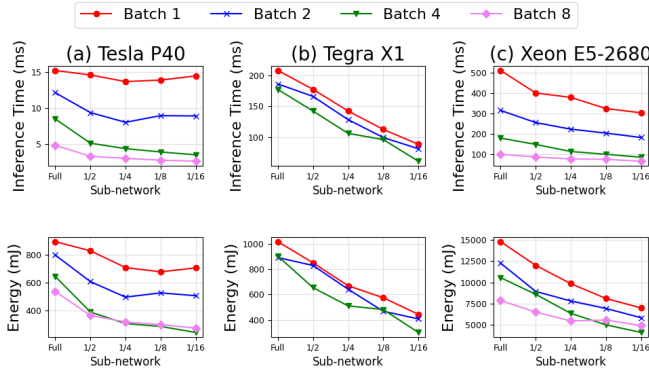 Batch 1 Batch 2 Batch 4 Batch 8
(a) Tesla P40 (b) Tegra X1 (c) Xeon E5-2680
Inference Time (ms)
15
10
5
Full 1/2 1/4 1/8 1/16
Sub-network
Inference Time (ms)
200
150
100
Full 1/2 1/4 1/8 1/16
Sub-network
Inference Time (ms)
500
400
300
200
100
Full 1/2 1/4 1/8 1/16
Sub-network
Energy (mJ)
800
600
400
Full 1/2 1/4 1/8 1/16
Sub-network
Energy (mJ)
1000
800
600
400
Full 1/2 1/4 1/8 1/16
Sub-network
Energy (mJ)
15000
12500
10000
7500
5000
Full 1/2 1/4 1/8 1/16
Sub-network